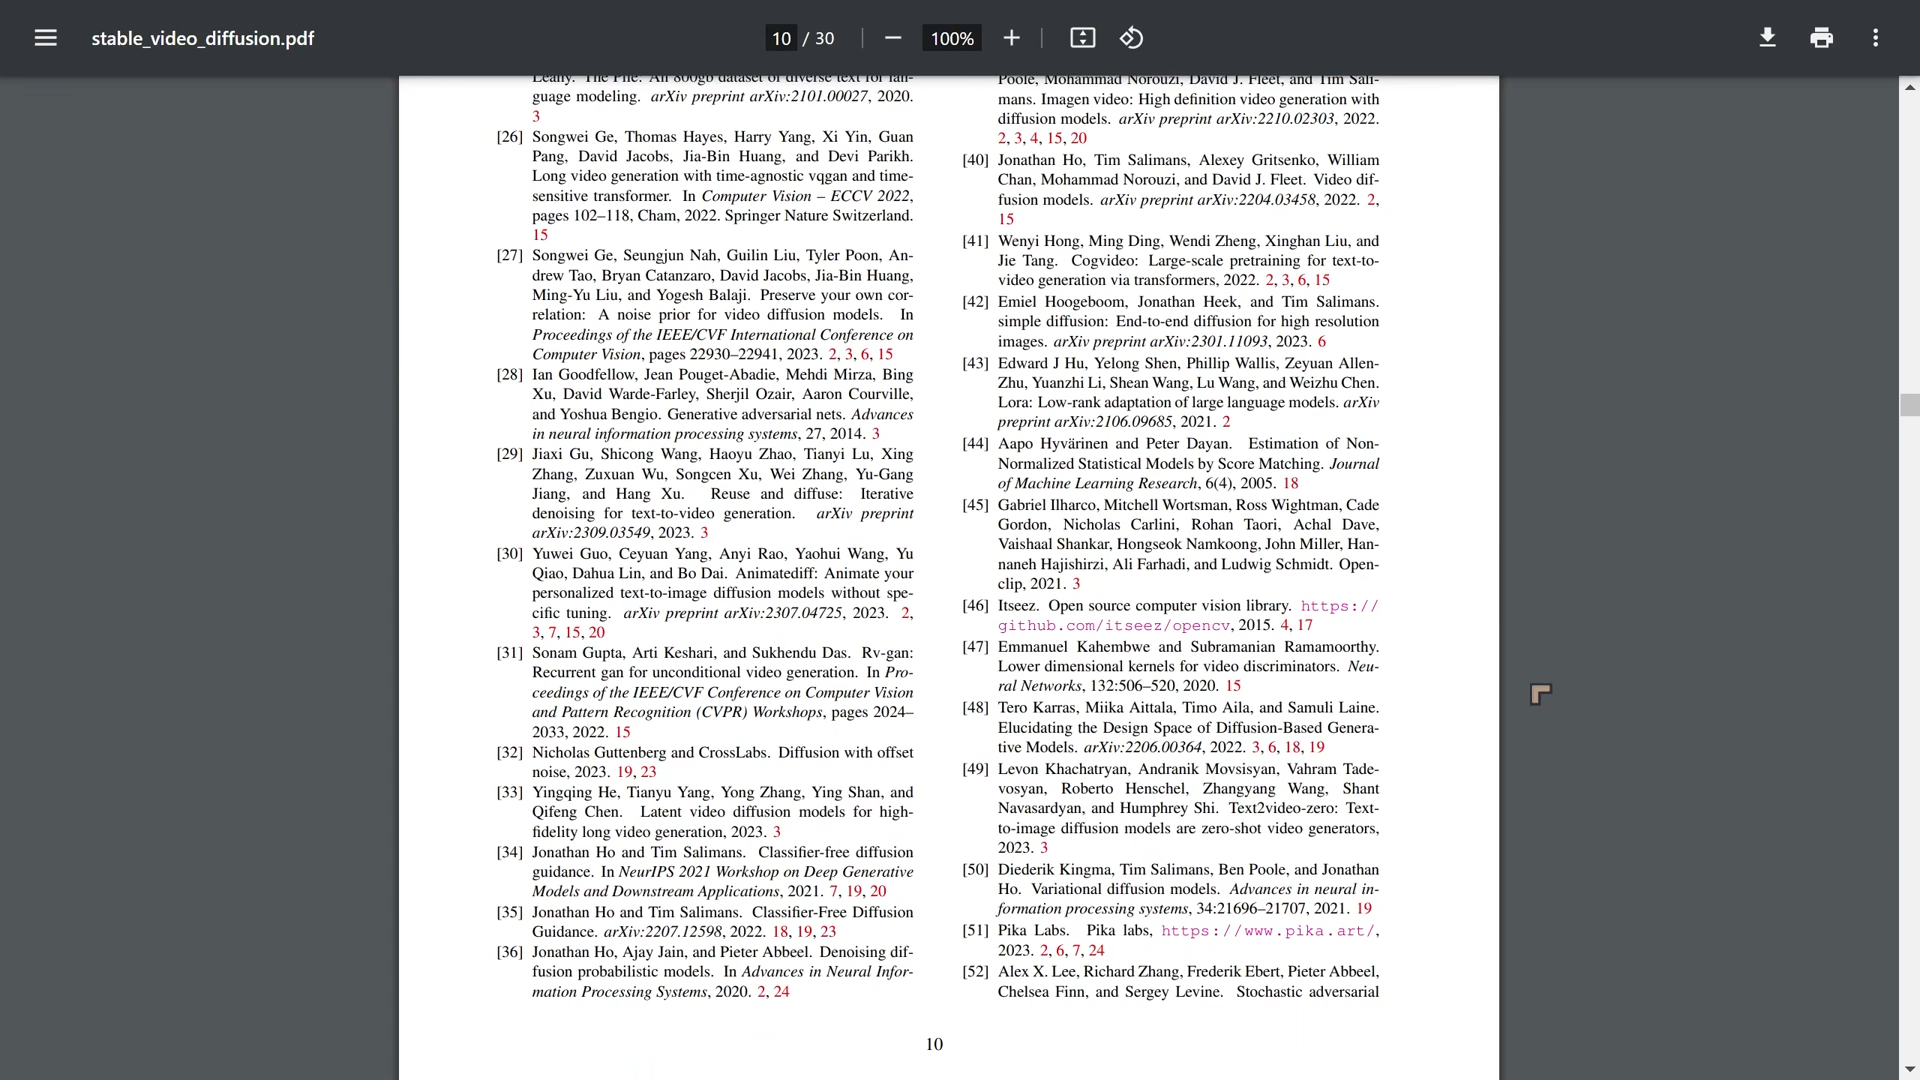 stable_video_diffusion.pdf
10 / 30
100%
Leahy. The Pile: An 800gb dataset of diverse text for lan-
guage modeling. arXiv preprint arXiv:2101.00027, 2020.
3
[26] Songwei Ge, Thomas Hayes, Harry Yang, Xi Yin, Guan
Pang, David Jacobs, Jia-Bin Huang, and Devi Parikh.
Long video generation with time-agnostic vqgan and time-
sensitive transformer. In Computer Vision – ECCV 2022,
pages 102–118, Cham, 2022. Springer Nature Switzerland.
15
[27] Songwei Ge, Seungjun Nah, Guilin Liu, Tyler Poon, An-
drew Tao, Bryan Catanzaro, David Jacobs, Jia-Bin Huang,
Ming-Yu Liu, and Yogesh Balaji. Preserve your own cor-
relation: A noise prior for video diffusion models. In
Proceedings of the IEEE/CVF International Conference on
Computer Vision, pages 22930–22941, 2023. 2, 3, 6, 15
[28] Ian Goodfellow, Jean Pouget-Abadie, Mehdi Mirza, Bing
Xu, David Warde-Farley, Sherjil Ozair, Aaron Courville,
and Yoshua Bengio. Generative adversarial nets. Advances
in neural information processing systems, 27, 2014. 3
[29] Jiaxi Gu, Shicong Wang, Haoyu Zhao, Tianyi Lu, Xing
Zhang, Zuxuan Wu, Songcen Xu, Wei Zhang, Yu-Gang
Jiang, and Hang Xu. Reuse and diffuse: Iterative
denoising for text-to-video generation. arXiv preprint
arXiv:2309.03549, 2023. 3
[30] Yuwei Guo, Ceyuan Yang, Anyi Rao, Yaohui Wang, Yu
Qiao, Dahua Lin, and Bo Dai. Animatediff: Animate your
personalized text-to-image diffusion models without spe-
cific tuning. arXiv preprint arXiv:2307.04725, 2023. 2,
3, 7, 15, 20
[31] Sonam Gupta, Arti Keshari, and Sukhendu Das. Rv-gan:
Recurrent gan for unconditional video generation. In Pro-
ceedings of the IEEE/CVF Conference on Computer Vision
and Pattern Recognition (CVPR) Workshops, pages 2024–
2033, 2022. 15
[32] Nicholas Guttenberg and CrossLabs. Diffusion with offset
noise, 2023. 19, 23
[33] Yingqing He, Tianyu Yang, Yong Zhang, Ying Shan, and
Qifeng Chen. Latent video diffusion models for high-
fidelity long video generation, 2023. 3
[34] Jonathan Ho and Tim Salimans. Classifier-free diffusion
guidance. In NeurIPS 2021 Workshop on Deep Generative
Models and Downstream Applications, 2021. 7, 19, 20
[35] Jonathan Ho and Tim Salimans. Classifier-Free Diffusion
Guidance. arXiv:2207.12598, 2022. 18, 19, 23
[36] Jonathan Ho, Ajay Jain, and Pieter Abbeel. Denoising dif-
fusion probabilistic models. In Advances in Neural Infor-
mation Processing Systems, 2020. 2, 24
Poole, Mohammad Norouzi, David J. Fleet, and Tim Sali-
mans. Imagen video: High definition video generation with
diffusion models. arXiv preprint arXiv:2210.02303, 2022.
2, 3, 4, 15, 20
[40] Jonathan Ho, Tim Salimans, Alexey Gritsenko, William
Chan, Mohammad Norouzi, and David J. Fleet. Video dif-
fusion models. arXiv preprint arXiv:2204.03458, 2022. 2,
15
[41] Wenyi Hong, Ming Ding, Wendi Zheng, Xinghan Liu, and
Jie Tang. Cogvideo: Large-scale pretraining for text-to-
video generation via transformers, 2022. 2, 3, 6, 15
[42] Emiel Hoogeboom, Jonathan Heek, and Tim Salimans.
simple diffusion: End-to-end diffusion for high resolution
images. arXiv preprint arXiv:2301.11093, 2023. 6
[43] Edward J Hu, Yelong Shen, Phillip Wallis, Zeyuan Allen-
Zhu, Yuanzhi Li, Shean Wang, Lu Wang, and Weizhu Chen.
Lora: Low-rank adaptation of large language models. arXiv
preprint arXiv:2106.09685, 2021. 2
[44] Aapo Hyvärinen and Peter Dayan. Estimation of Non-
Normalized Statistical Models by Score Matching. Journal
of Machine Learning Research, 6(4), 2005. 18
[45] Gabriel Ilharco, Mitchell Wortsman, Ross Wightman, Cade
Gordon, Nicholas Carlini, Rohan Taori, Achal Dave,
Vaishaal Shankar, Hongseok Namkoong, John Miller, Han-
naneh Hajishirzi, Ali Farhadi, and Ludwig Schmidt. Open-
clip, 2021. 3
[46] Itseez. Open source computer vision library. https://
github.com/itseez/opencv, 2015. 4, 17
[47] Emmanuel Kahembwe and Subramanian Ramamoorthy.
Lower dimensional kernels for video discriminators. Neu-
ral Networks, 132:506–520, 2020. 15
[48] Tero Karras, Miika Aittala, Timo Aila, and Samuli Laine.
Elucidating the Design Space of Diffusion-Based Genera-
tive Models. arXiv:2206.00364, 2022. 3, 6, 18, 19
[49] Levon Khachatryan, Andranik Movsisyan, Vahram Tade-
vosyan, Roberto Henschel, Zhangyang Wang, Shant
Navasardyan, and Humphrey Shi. Text2video-zero: Text-
to-image diffusion models are zero-shot video generators,
2023. 3
[50] Diederik Kingma, Tim Salimans, Ben Poole, and Jonathan
Ho. Variational diffusion models. Advances in neural in-
formation processing systems, 34:21696–21707, 2021. 19
[51] Pika Labs. Pika labs, https://www.pika.art/,
2023. 2, 6, 7, 24
[52] Alex X. Lee, Richard Zhang, Frederik Ebert, Pieter Abbeel,
Chelsea Finn, and Sergey Levine. Stochastic adversarial
10